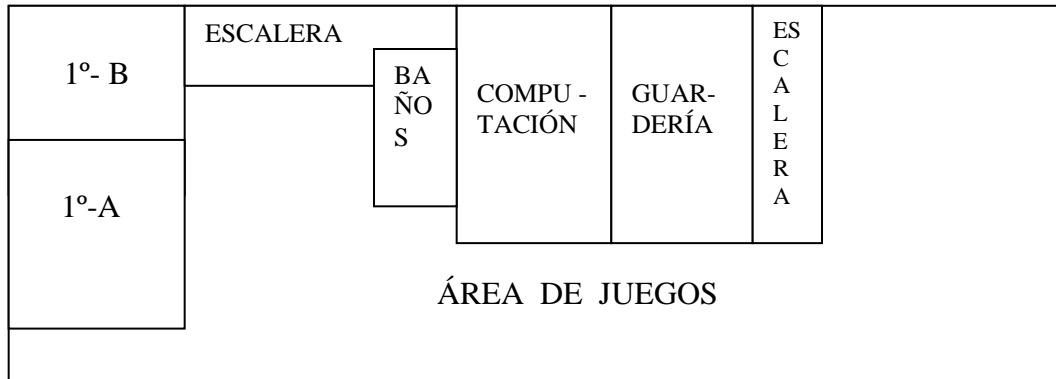 1º- B
ESCALERA
BA
ÑO
S
COMPU -
TACIÓN
GUAR-
DERÍA
ES
C
A
L
E
R
A
1º-A
ÁREA DE JUEGOS